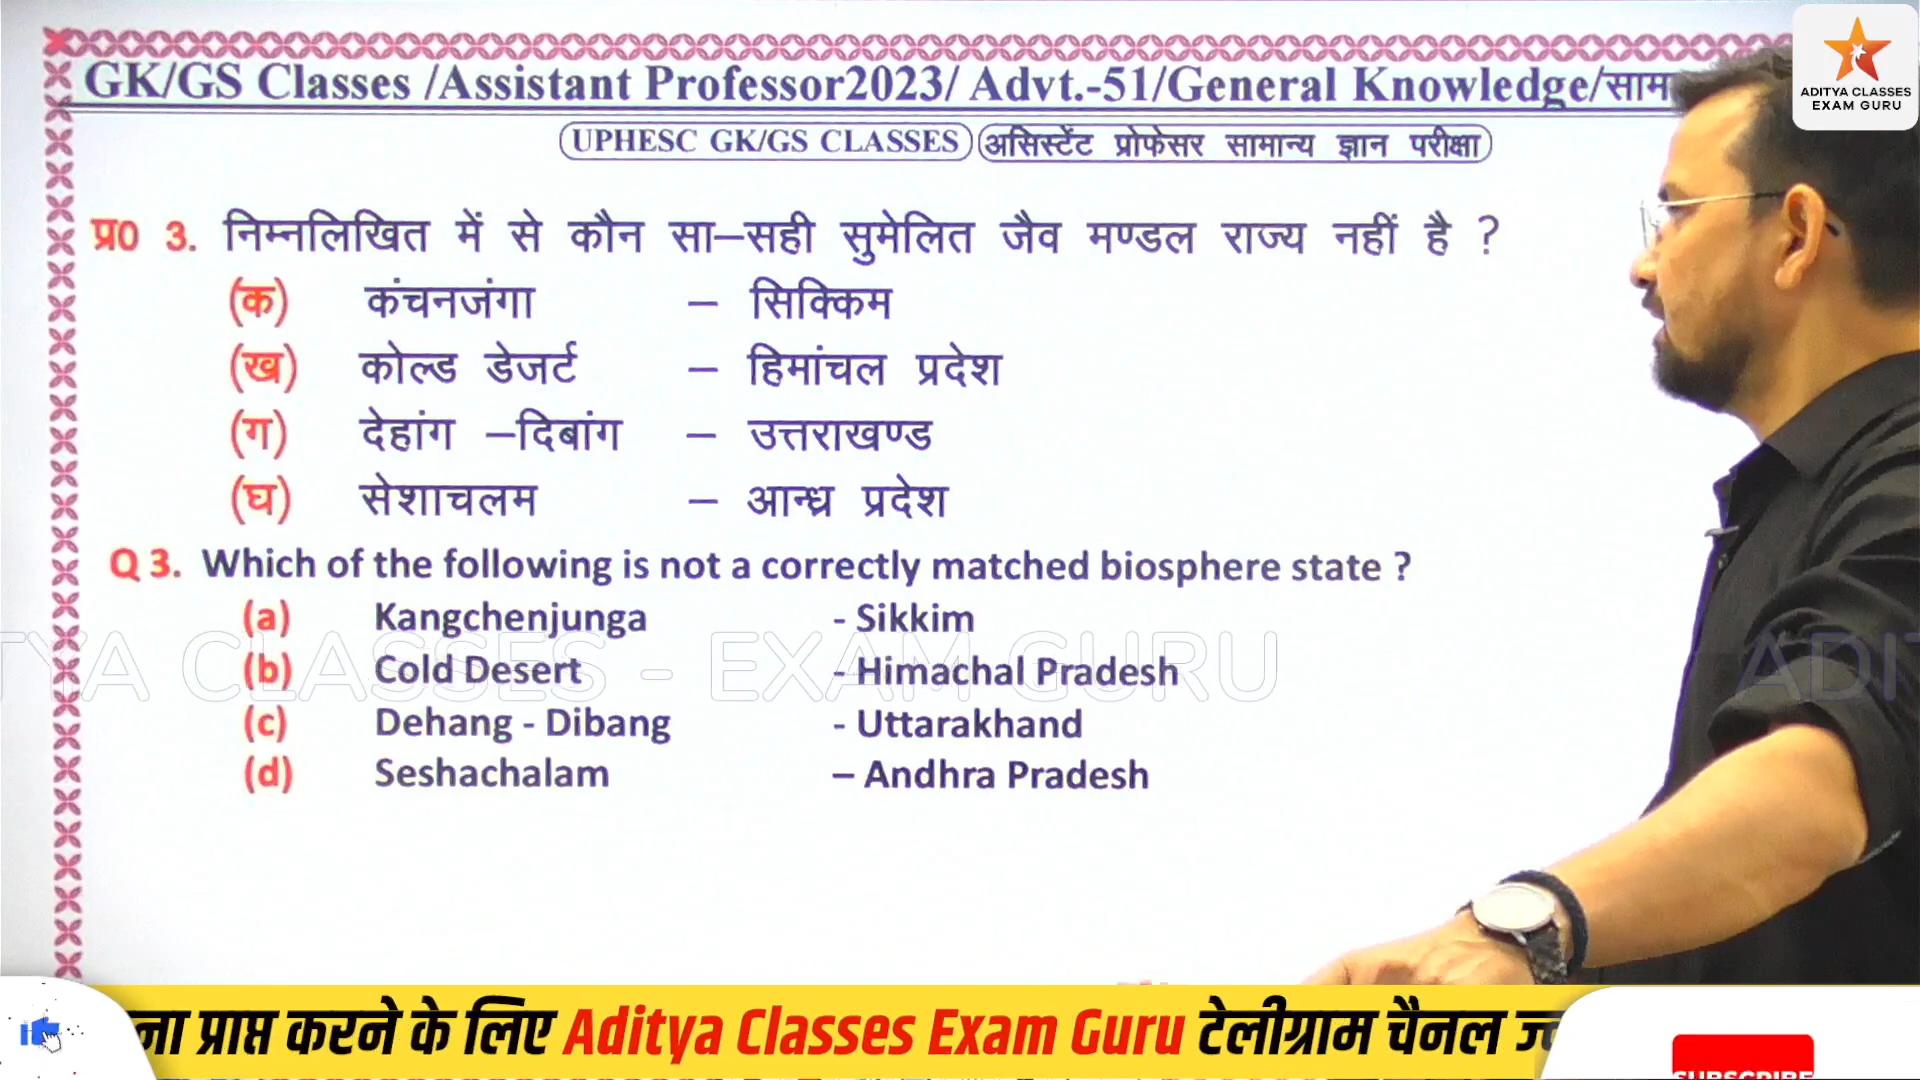 GK/GS Classes /Assistant Professor2023/ Advt.-51/General Knowledge/साम
ADITYA CLASSES
EXAM GURU
UPHESC GK/GS CLASSES असिस्टेंट प्रोफेसर सामान्य ज्ञान परीक्षा
प्र0 3. निम्नलिखित में से कौन सा–सही सुमेलित जैव मण्डल राज्य नहीं है ?
(क) कंचनजंगा – सिक्किम
(ख) कोल्ड डेजर्ट – हिमांचल प्रदेश
(ग) देहांग –दिबांग – उत्तराखण्ड
(घ) सेशाचलम – आन्ध्र प्रदेश
Q 3. Which of the following is not a correctly matched biosphere state ?
(a) Kangchenjunga - Sikkim
TYA CLASSES - EXAM GURU ADIT
(b) Cold Desert - Himachal Pradesh
(c) Dehang - Dibang - Uttarakhand
(d) Seshachalam – Andhra Pradesh
ना प्राप्त करने के लिए Aditya Classes Exam Guru टेलीग्राम चैनल
SUBSCRIBE